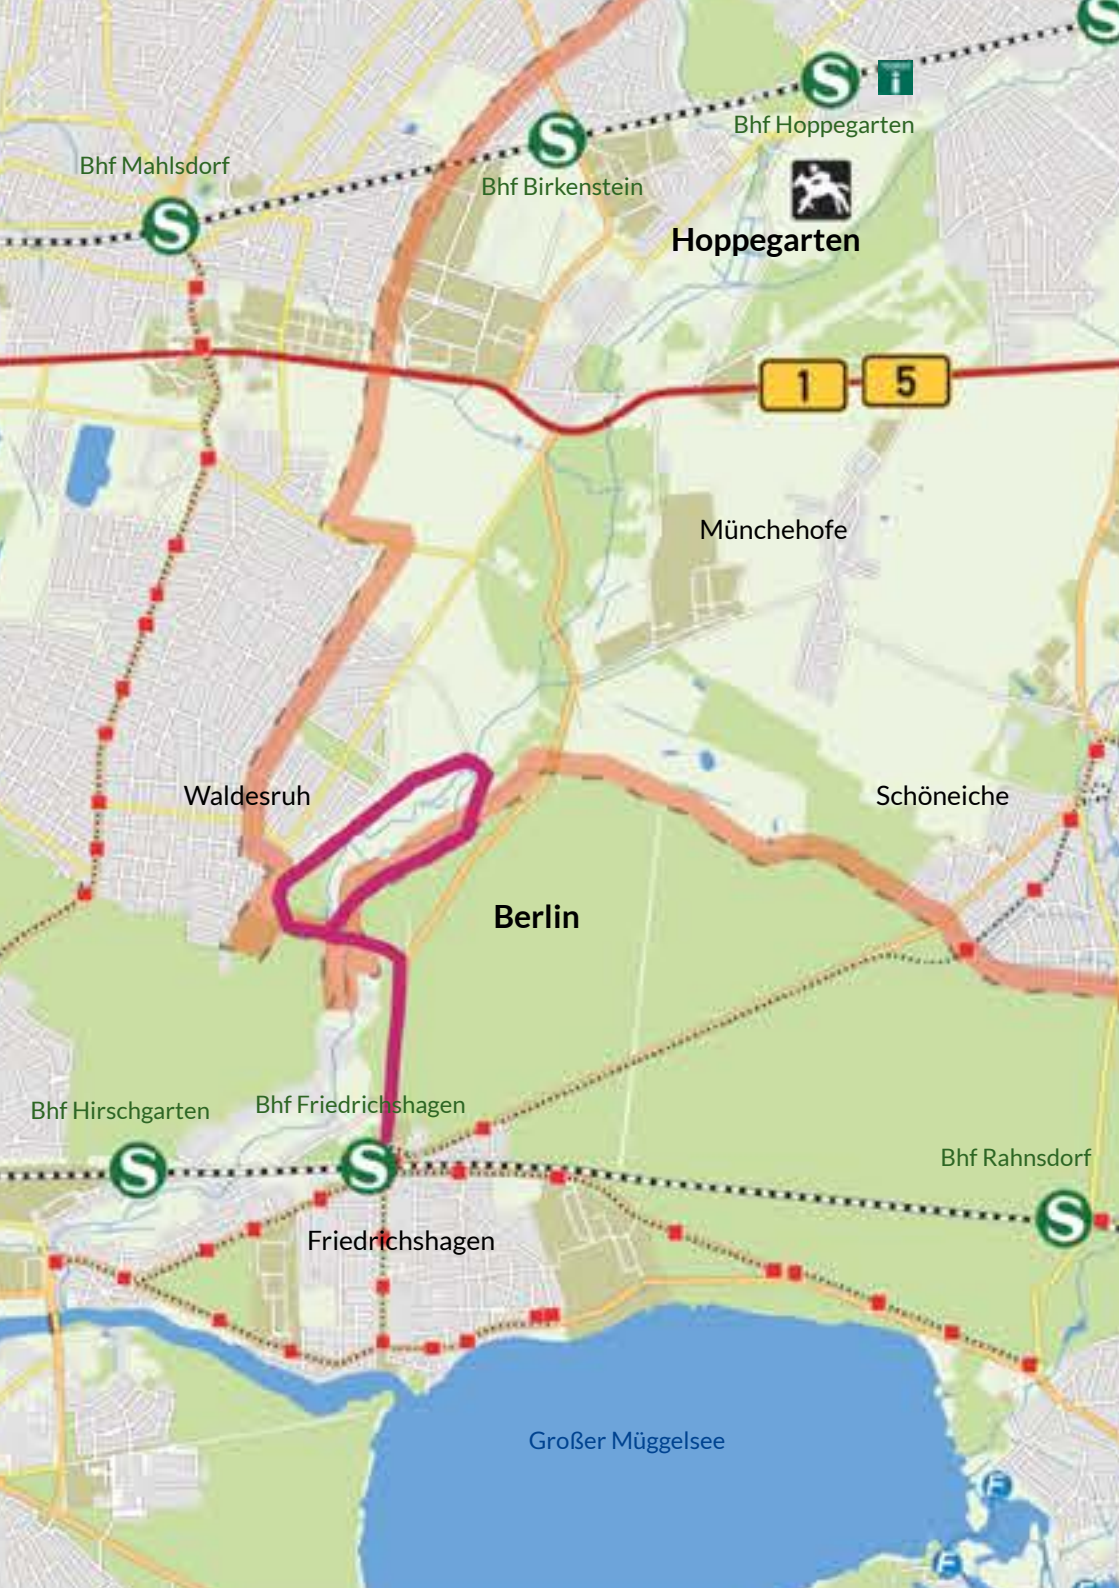 S
S
i
Bhf Hoppegarten
S
Bhf Mahlsdorf
Bhf Birkenstein
S
Hoppegarten
1
5
Münchehofe
Waldesruh
Schöneiche
Berlin
Bhf Hirschgarten
Bhf Friedrichshagen
Bhf Rahnsdorf
S
S
S
Friedrichshagen
Großer Müggelsee
F
F